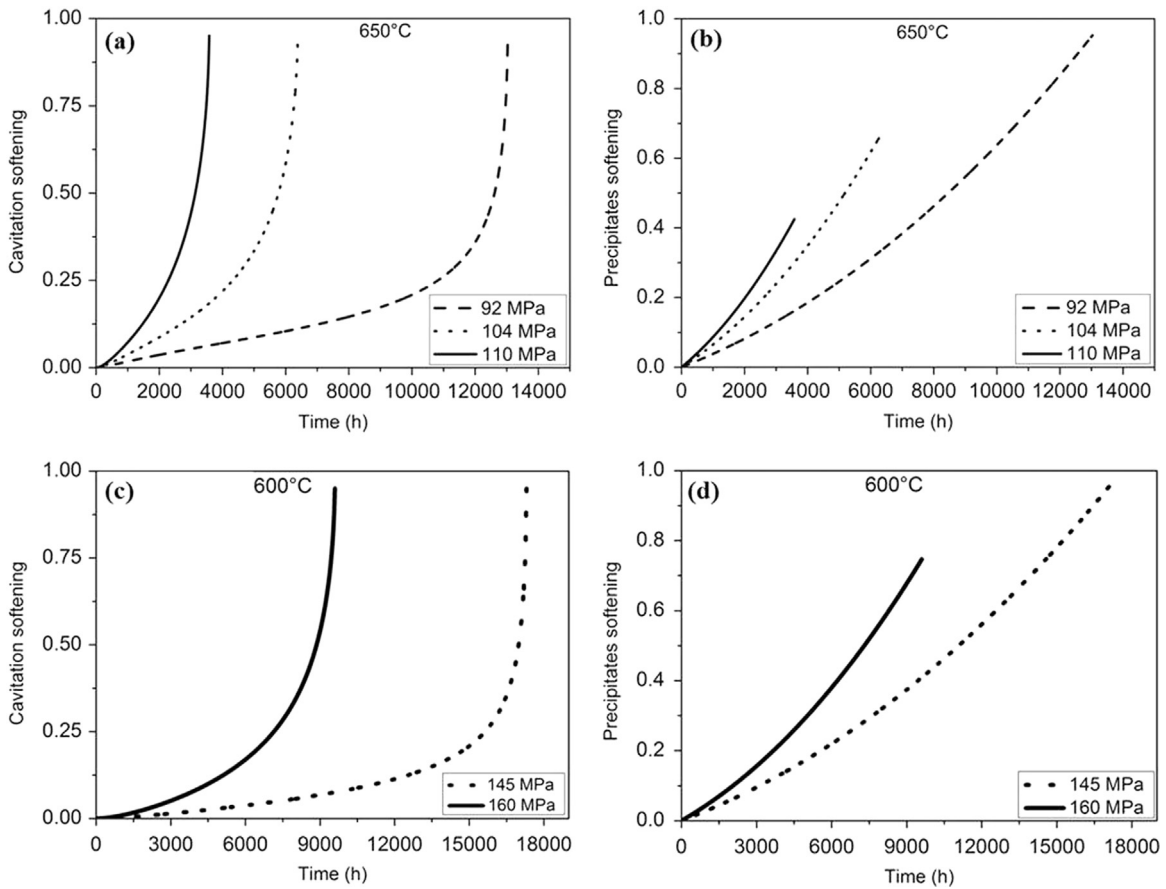 (a)
650°C
Cavitation softening
1.00
0.75
0.50
0.25
0.00
92 MPa
104 MPa
110 MPa
0 2000 4000 6000 8000 10000 12000 14000
Time (h)
(b)
650°C
Precipitates softening
1.0
0.8
0.6
0.4
0.2
0.0
92 MPa
104 MPa
110 MPa
0 2000 4000 6000 8000 10000 12000 14000
Time (h)
(c)
600°C
Cavitation softening
1.00
0.75
0.50
0.25
0.00
145 MPa
160 MPa
0 3000 6000 9000 12000 15000 18000
Time (h)
(d)
600°C
Precipitates softening
1.0
0.8
0.6
0.4
0.2
0.0
145 MPa
160 MPa
0 3000 6000 9000 12000 15000 18000
Time (h)